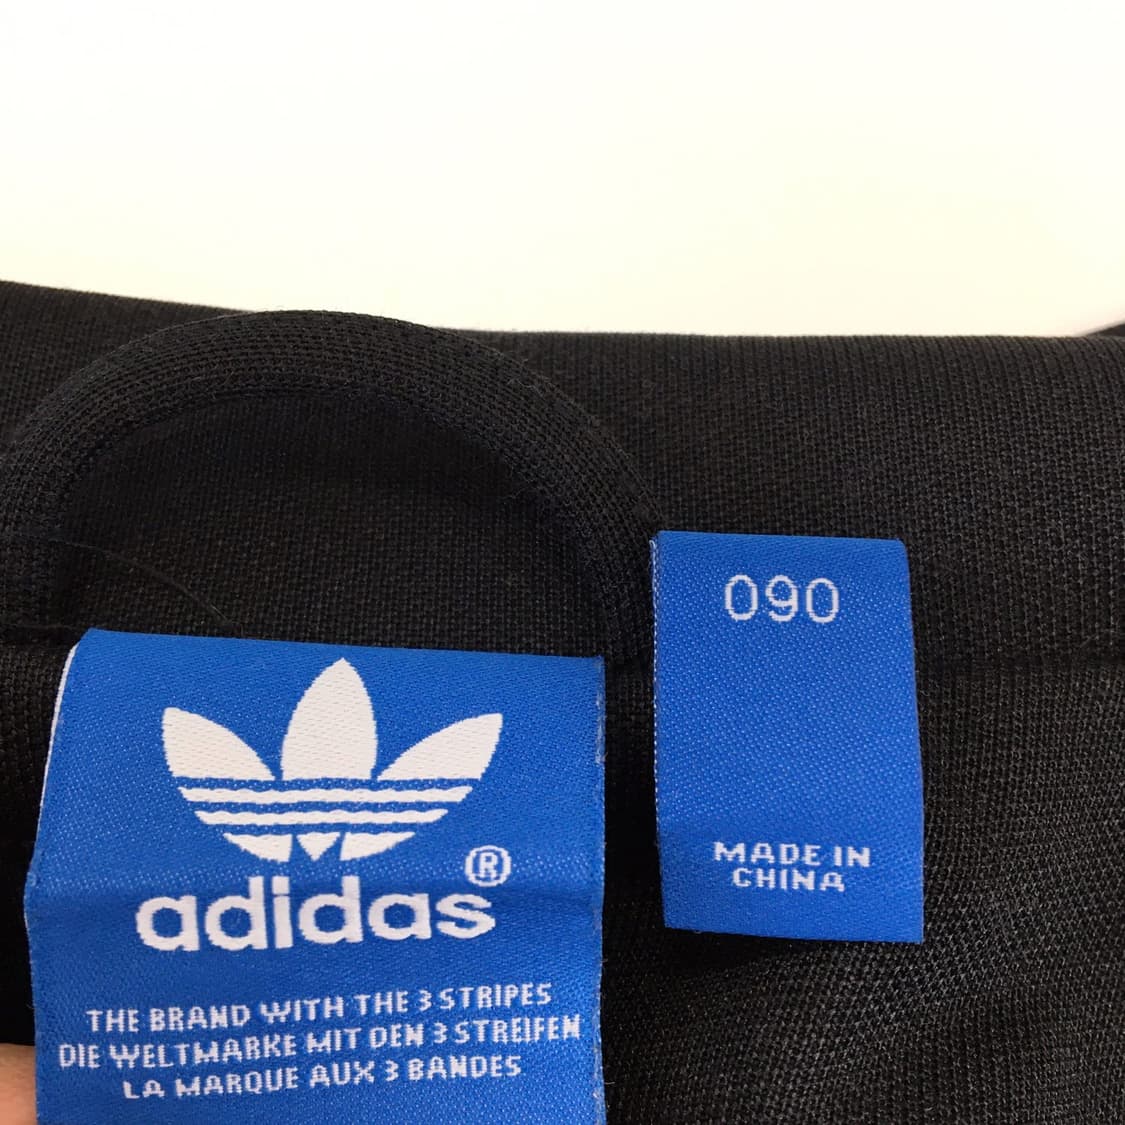 090
MADE IN
CHINA
®
adidas
THE BRAND WITH THE 3 STRIPES
DIE WELTMARKE MIT DEN 3 STREIFEN
LA MARQUE AUX 3 BANDES